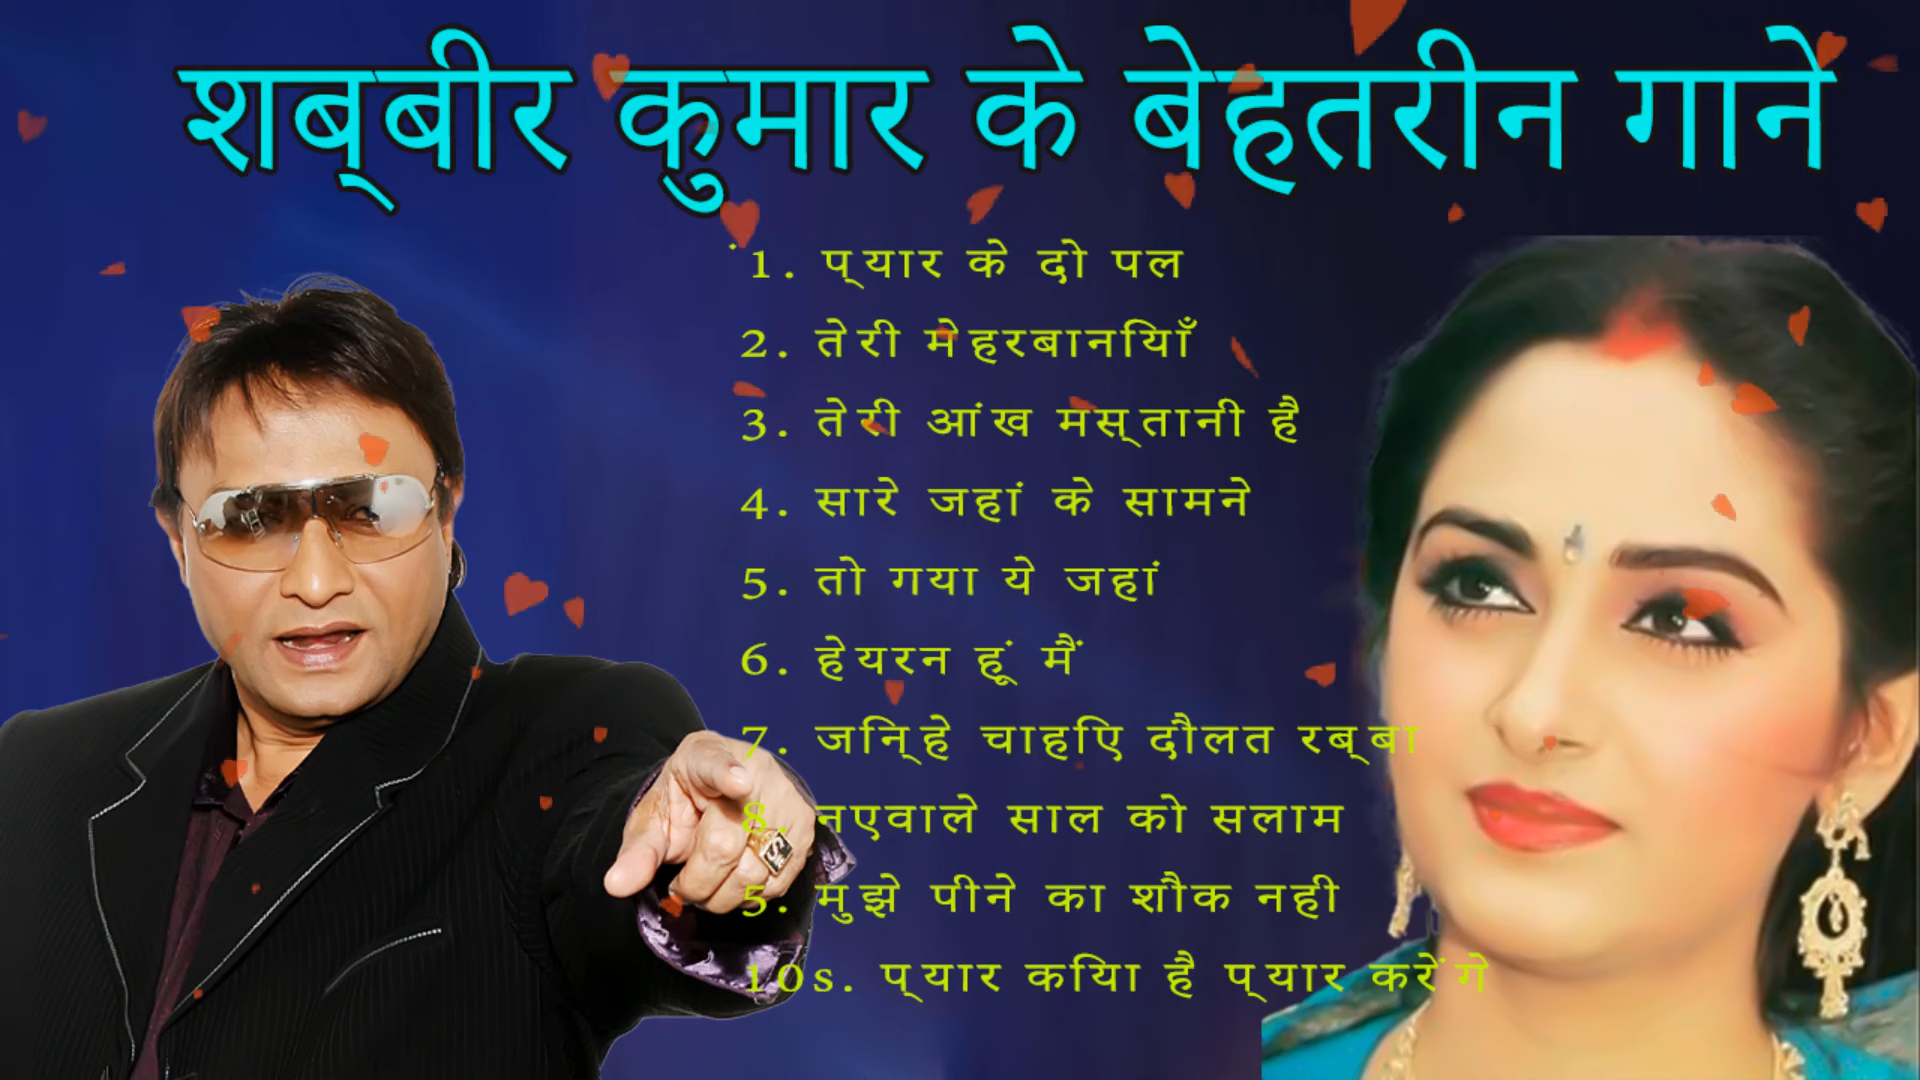 शब्बीर कुमार के बेहतरीन गाने
1. प्यार के दो पल
2. तेरी मेहरबानियाँ
3. तेरी आंख मस्तानी है
4. सारे जहां के सामने
5. तो गया ये जहां
6. हेयरन हूं मैं
7. जिन्हे चाहिए दौलत रब्बा
8. नएवाले साल को सलाम
5. मुझे पीने का शौक नही
10s. प्यार किया है प्यार करेंगे